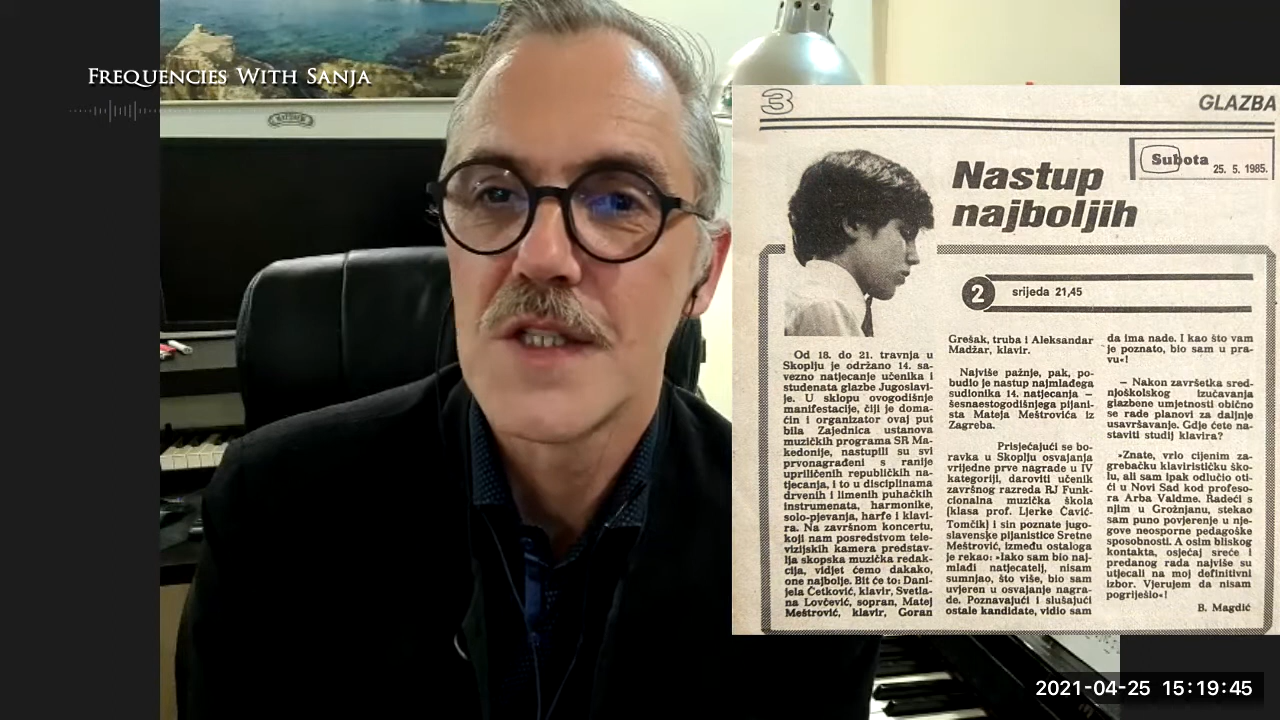 FREQUENCIES WITH SANJA
3
GLAZBA
Subota
25. 5. 1985.
Nastup
najboljih
2
srijeda 21,45
Od 18. do 21. travnja u
Skoplju je održano 14. sa-
vezno natjecanje učenika i
studenata glazbe Jugoslavi-
je. U sklopu ovogodišnje
manifestacije, čiji je doma-
ćin i organizator ovaj put
bila Zajednica ustanova
muzičkih programa SR Ma-
kedonije, nastupili su svi
prvonagrađeni s ranije
upriličenih republičkih na-
tjecanja, i to u disciplinama
drvenih i limenih puhačkih
instrumenata, harmonike,
solo-pjevanja, harfe i klavi-
ra. Na završnom koncertu,
koji nam posredstvom tele-
vizijskih kamera predstav-
lja skopska muzička redak-
cija, vidjet ćemo dakako,
one najbolje. Bit će to: Dani-
jela Ćetković, klavir, Svetla-
na Lovčević, sopran, Matej
Meštrović, klavir, Goran
Grešak, truba i Aleksandar
Madžar, klavir.
Najviše pažnje, pak, po-
budio je nastup najmlađega
sudionika 14. natjecanja –
šesnaestogodišnjega pijani-
sta Mateja Meštrovića iz
Zagreba.
Prisjećajući se bo-
ravka u Skoplju osvajanja
vrijedne prve nagrade u IV
kategoriji, daroviti učenik
završnog razreda RJ Funk-
cionalna muzička škola
(klasa prof. Ljerke Čavić-
Tomčik) i sin poznate jugo-
slavenske pijanistice Sretne
Meštrović, između ostaloga
je rekao: »Iako sam bio naj-
mlađi natjecatelj, nisam
sumnjao, što više, bio sam
uvjeren u osvajanje nagra-
de. Poznavajući i slušajući
ostale kandidate, vidio sam
da ima nade. I kao što vam
je poznato, bio sam u pra-
vu«!
– Nakon završetka sred-
njoškolskog izučavanja
glazbene umjetnosti obično
se rade planovi za daljnje
usavršavanje. Gdje ćete na-
staviti studij klavira?
»Znate, vrlo cijenim za-
grebačku klavirističku ško-
lu, ali sam ipak odlučio oti-
ći u Novi Sad kod profeso-
ra Arba Valdme. Radeći s
njim u Grožnjanu, stekao
sam puno povjerenje u nje-
gove neosporne pedagoške
sposobnosti. A osim bliskog
kontakta, osjećaj sreće i
predanog rada najviše su
utjecali na moj definitivni
izbor. Vjerujem da nisam
pogriješio«!
B. Magdić
2021-04-25 15:19:45